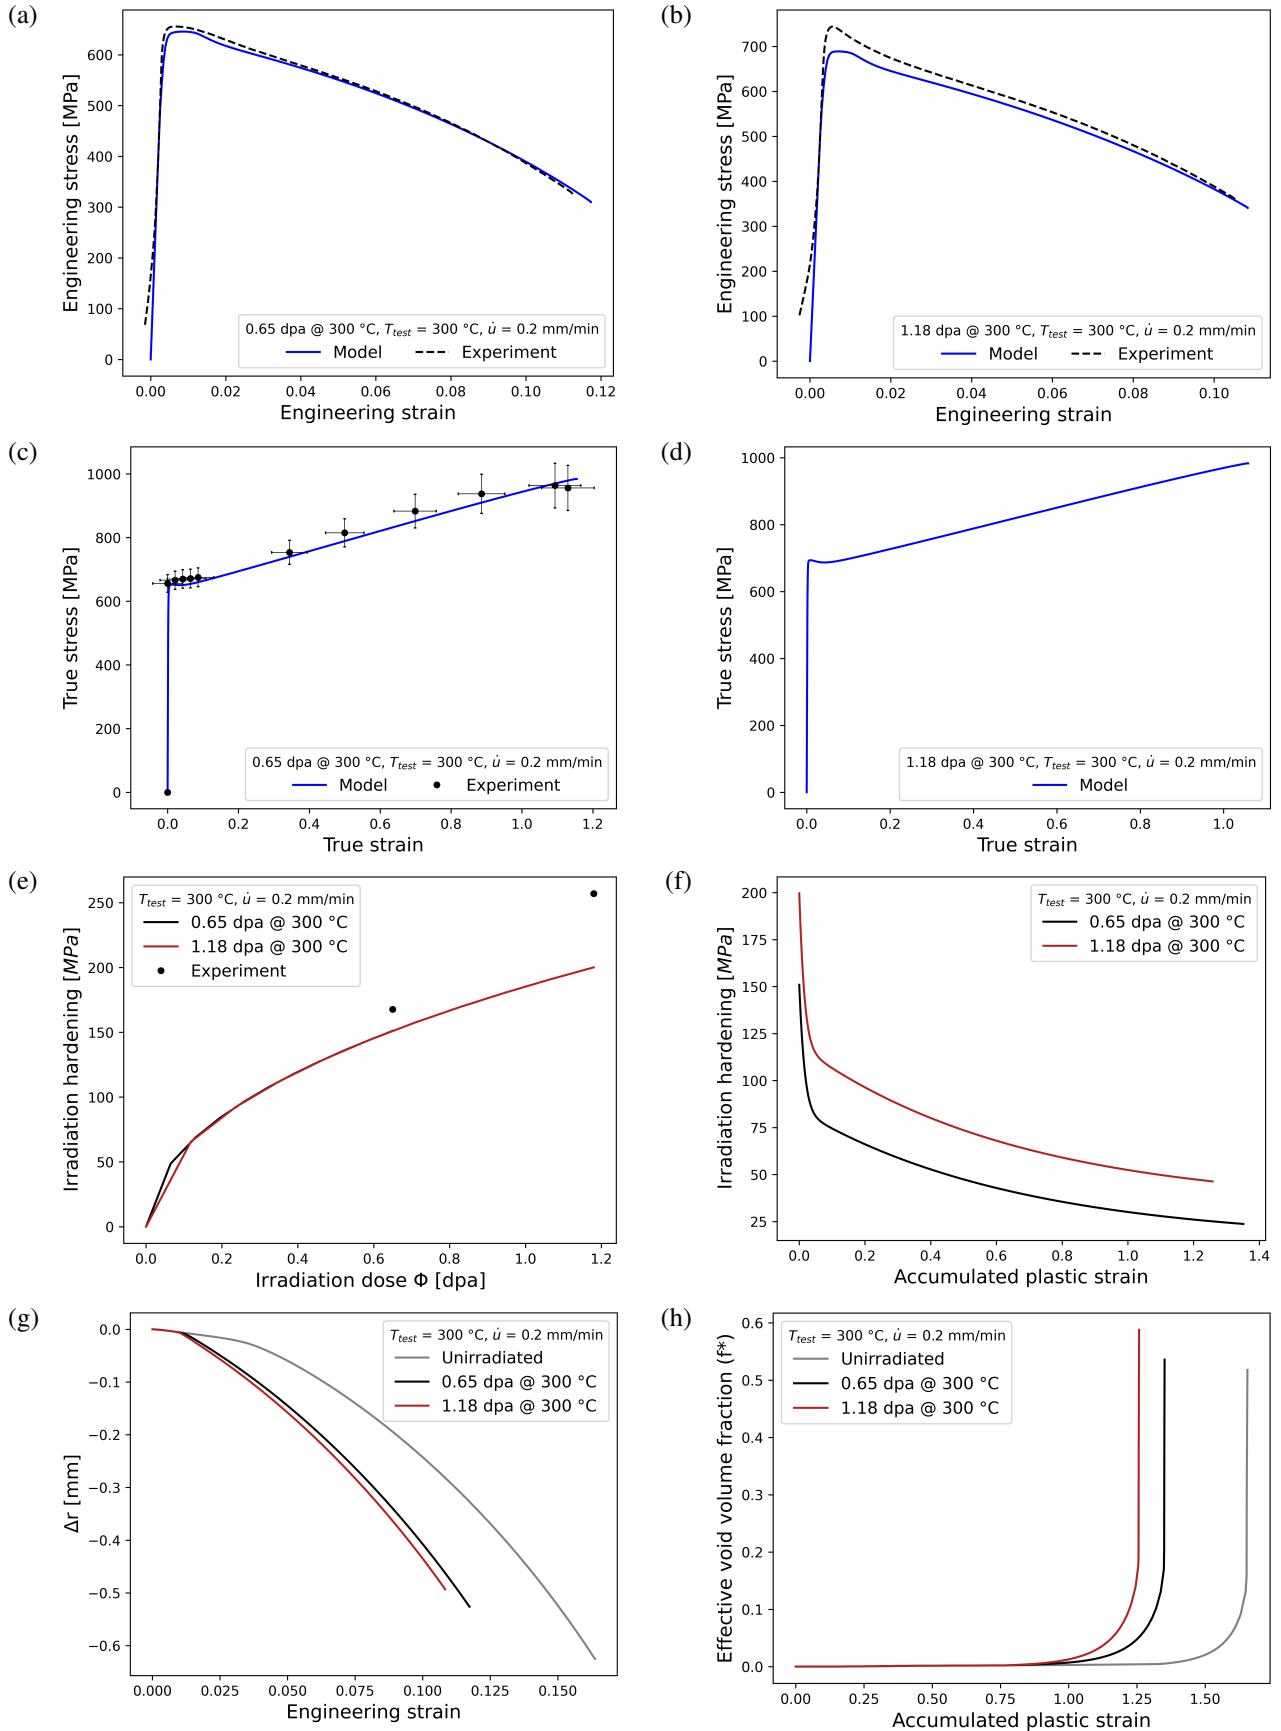 (a)
600
500
400
300
200
100
0
Engineering stress [MPa]
0.65 dpa @ 300 °C, T_test = 300 °C, u̇ = 0.2 mm/min
Model
Experiment
0.00 0.02 0.04 0.06 0.08 0.10 0.12
Engineering strain
(b)
700
600
500
400
300
200
100
0
Engineering stress [MPa]
1.18 dpa @ 300 °C, T_test = 300 °C, u̇ = 0.2 mm/min
Model
Experiment
0.00 0.02 0.04 0.06 0.08 0.10
Engineering strain
(c)
1000
800
600
400
200
0
True stress [MPa]
0.65 dpa @ 300 °C, T_test = 300 °C, u̇ = 0.2 mm/min
Model
Experiment
0.0 0.2 0.4 0.6 0.8 1.0 1.2
True strain
(d)
1000
800
600
400
200
0
True stress [MPa]
1.18 dpa @ 300 °C, T_test = 300 °C, u̇ = 0.2 mm/min
Model
0.0 0.2 0.4 0.6 0.8 1.0
True strain
(e)
250
200
150
100
50
0
Irradiation hardening [MPa]
T_test = 300 °C, u̇ = 0.2 mm/min
0.65 dpa @ 300 °C
1.18 dpa @ 300 °C
Experiment
0.0 0.2 0.4 0.6 0.8 1.0 1.2
Irradiation dose Φ [dpa]
(f)
200
175
150
125
100
75
50
25
Irradiation hardening [MPa]
T_test = 300 °C, u̇ = 0.2 mm/min
0.65 dpa @ 300 °C
1.18 dpa @ 300 °C
0.0 0.2 0.4 0.6 0.8 1.0 1.2 1.4
Accumulated plastic strain
(g)
0.0
−0.1
−0.2
−0.3
−0.4
−0.5
−0.6
Δr [mm]
T_test = 300 °C, u̇ = 0.2 mm/min
Unirradiated
0.65 dpa @ 300 °C
1.18 dpa @ 300 °C
0.000 0.025 0.050 0.075 0.100 0.125 0.150
Engineering strain
(h)
0.6
0.5
0.4
0.3
0.2
0.1
0.0
Effective void volume fraction (f*)
T_test = 300 °C, u̇ = 0.2 mm/min
Unirradiated
0.65 dpa @ 300 °C
1.18 dpa @ 300 °C
0.00 0.25 0.50 0.75 1.00 1.25 1.50
Accumulated plastic strain